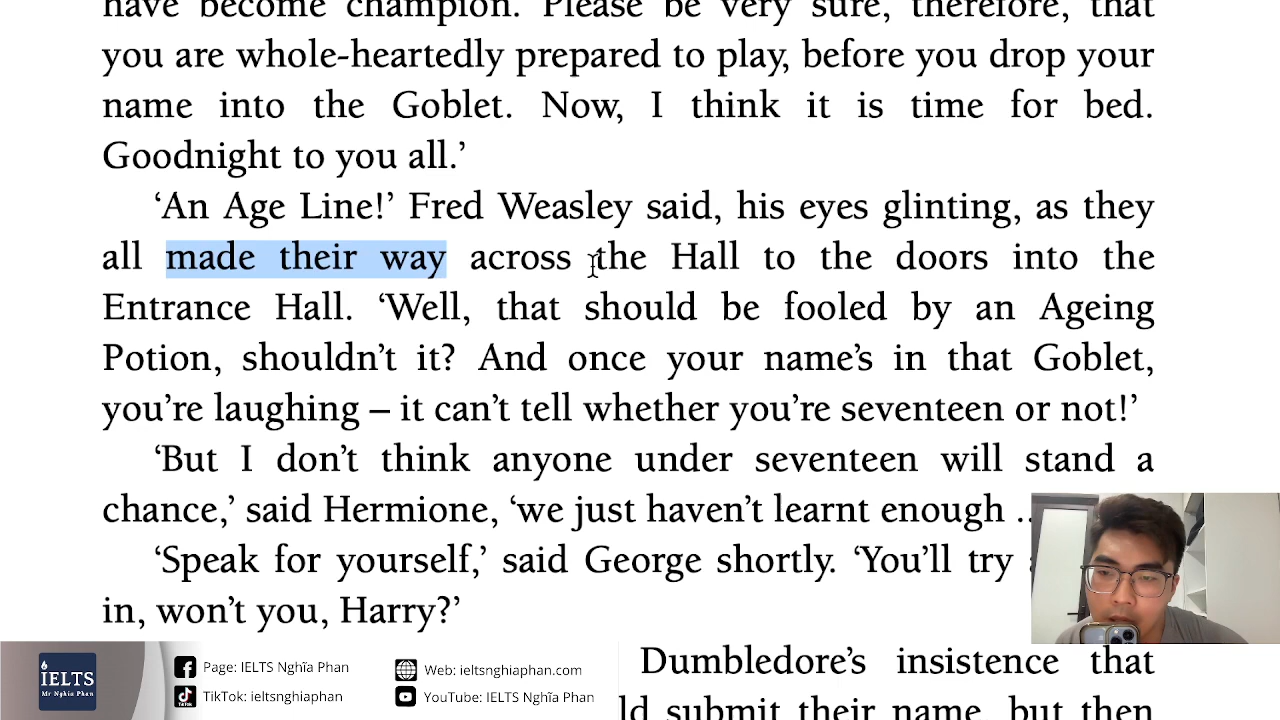 have become champion. Please be very sure, therefore, that
you are whole-heartedly prepared to play, before you drop your
name into the Goblet. Now, I think it is time for bed.
Goodnight to you all.’
‘An Age Line!’ Fred Weasley said, his eyes glinting, as they
all made their way across the Hall to the doors into the
Entrance Hall. ‘Well, that should be fooled by an Ageing
Potion, shouldn’t it? And once your name’s in that Goblet,
you’re laughing – it can’t tell whether you’re seventeen or not!’
‘But I don’t think anyone under seventeen will stand a
chance,’ said Hermione, ‘we just haven’t learnt enough ..
‘Speak for yourself,’ said George shortly. ‘You’ll try
in, won’t you, Harry?’
Dumbledore’s insistence that
ld submit their name, but then
IELTS
Mr Nghia Phan
Page: IELTS Nghĩa Phan
TikTok: ieltsnghiaphan
Web: ieltsnghiaphan.com
YouTube: IELTS Nghĩa Phan